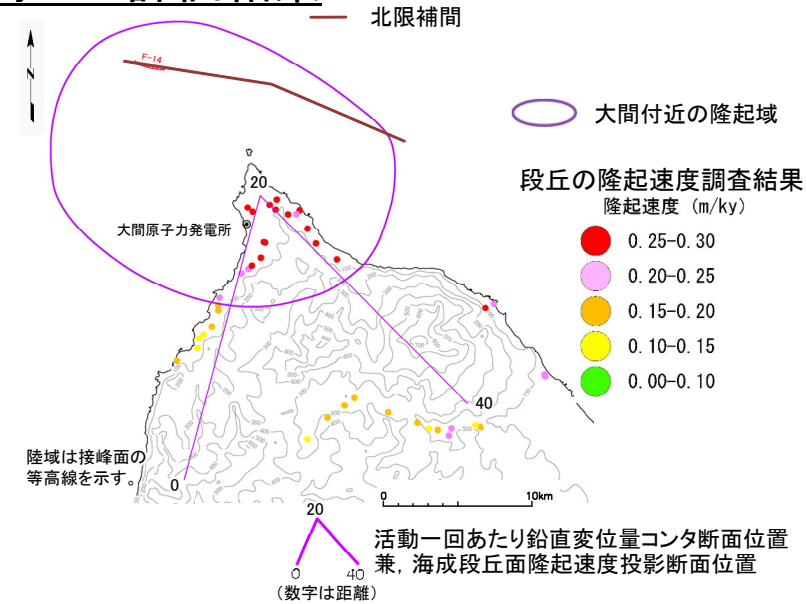 北限補間
F-14
N
大間付近の隆起域
20
段丘の隆起速度調査結果
隆起速度 (m/ky)
大間原子力発電所
0.25-0.30
0.20-0.25
0.15-0.20
0.10-0.15
0.00-0.10
40
陸域は接峰面の
等高線を示す。
0
0 10km
20
活動一回あたり鉛直変位量コンタ断面位置
兼, 海成段丘面隆起速度投影断面位置
0 40
(数字は距離)